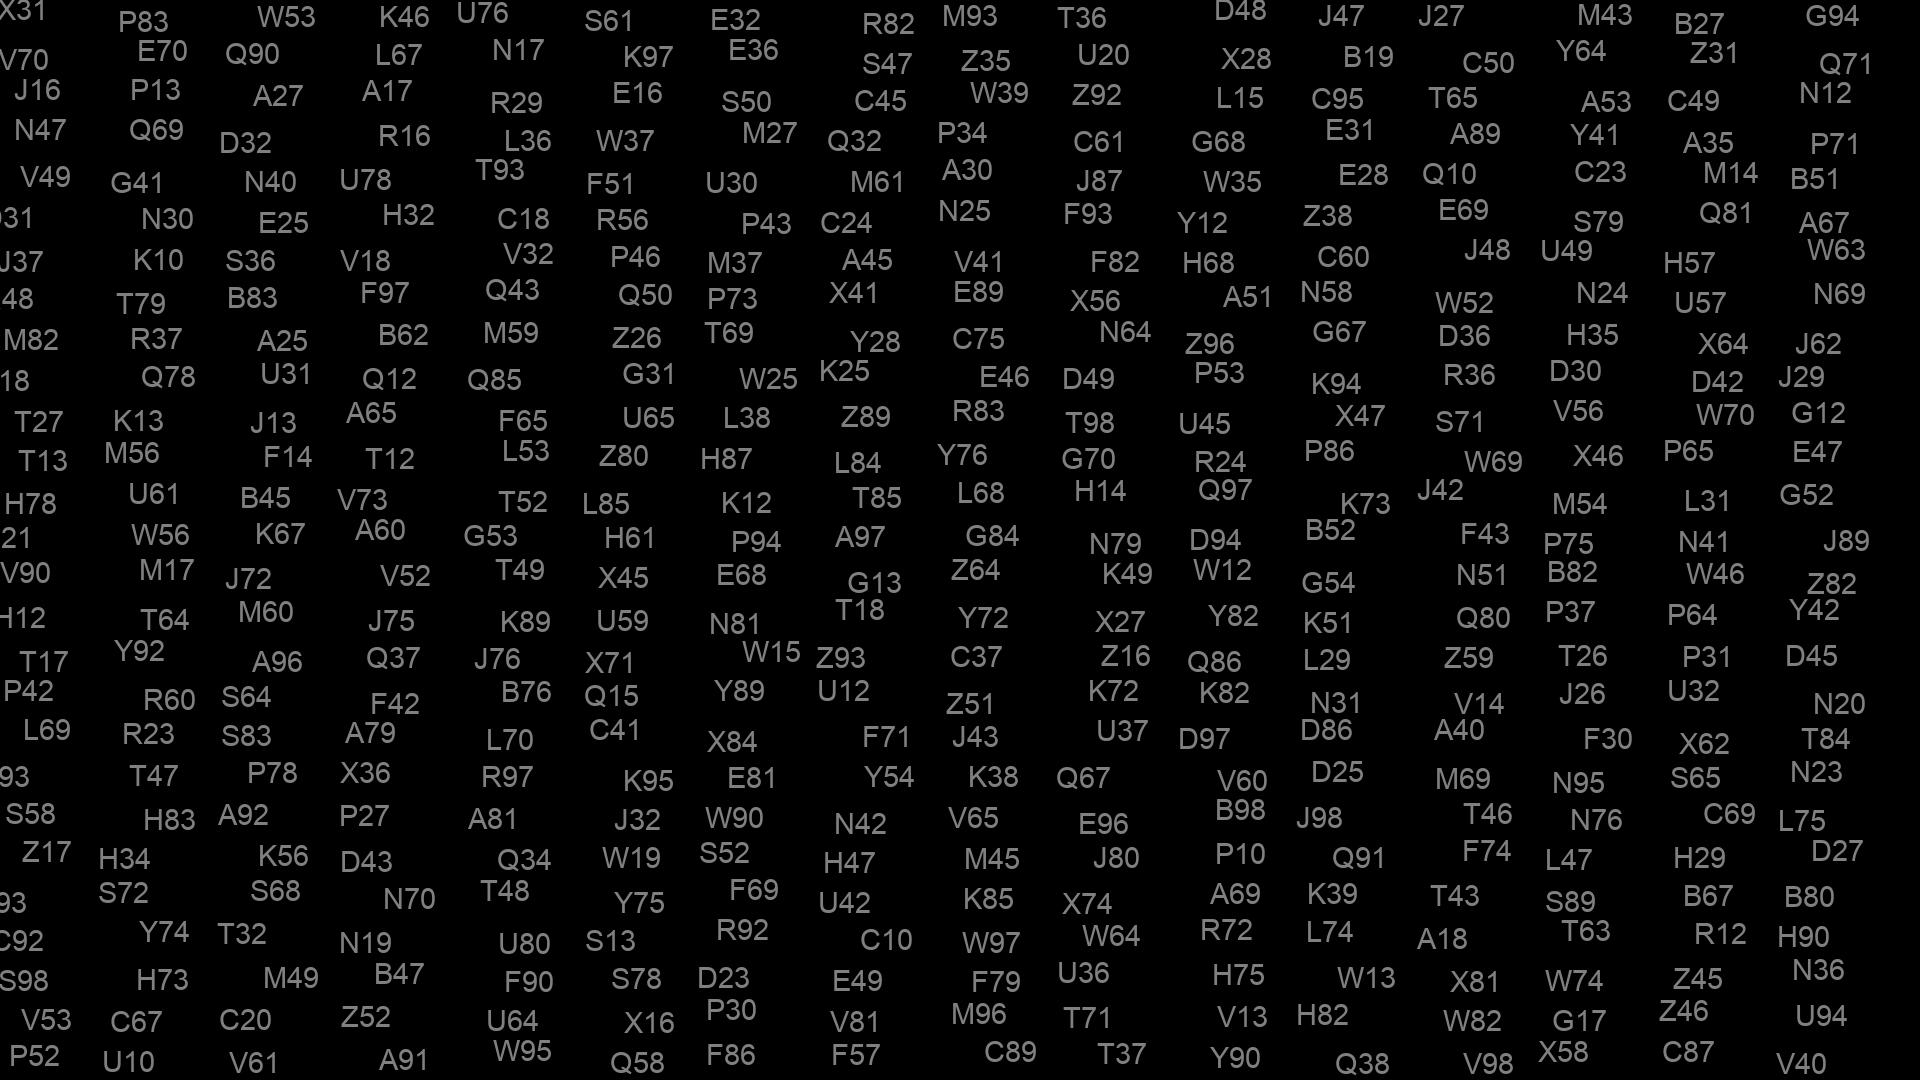 X31 P83 W53 K46 U76 S61 E32 R82 M93 T36 D48 J47 J27 M43 B27 G94
V70 E70 Q90 L67 N17 K97 E36 S47 Z35 U20 X28 B19 C50 Y64 Z31 Q71
J16 P13 A27 A17 R29 E16 S50 C45 W39 Z92 L15 C95 T65 A53 C49 N12
N47 Q69 D32 R16 L36 W37 M27 Q32 P34 C61 G68 E31 A89 Y41 A35 P71
V49 G41 N40 U78 T93 F51 U30 M61 A30 J87 W35 E28 Q10 C23 M14 B51
31 N30 E25 H32 C18 R56 P43 C24 N25 F93 Y12 Z38 E69 S79 Q81 A67
J37 K10 S36 V18 V32 P46 M37 A45 V41 F82 H68 C60 J48 U49 H57 W63
48 T79 B83 F97 Q43 Q50 P73 X41 E89 X56 A51 N58 W52 N24 U57 N69
M82 R37 A25 B62 M59 Z26 T69 Y28 C75 N64 Z96 G67 D36 H35 X64 J62
18 Q78 U31 Q12 Q85 G31 W25 K25 E46 D49 P53 K94 R36 D30 D42 J29
T27 K13 J13 A65 F65 U65 L38 Z89 R83 T98 U45 X47 S71 V56 W70 G12
T13 M56 F14 T12 L53 Z80 H87 L84 Y76 G70 R24 P86 W69 X46 P65 E47
H78 U61 B45 V73 T52 L85 K12 T85 L68 H14 Q97 K73 J42 M54 L31 G52
21 W56 K67 A60 G53 H61 P94 A97 G84 N79 D94 B52 F43 P75 N41 J89
V90 M17 J72 V52 T49 X45 E68 G13 Z64 K49 W12 G54 N51 B82 W46 Z82
H12 T64 M60 J75 K89 U59 N81 T18 Y72 X27 Y82 K51 Q80 P37 P64 Y42
T17 Y92 A96 Q37 J76 X71 W15 Z93 C37 Z16 Q86 L29 Z59 T26 P31 D45
P42 R60 S64 F42 B76 Q15 Y89 U12 Z51 K72 K82 N31 V14 J26 U32 N20
L69 R23 S83 A79 L70 C41 X84 F71 J43 U37 D97 D86 A40 F30 X62 T84
93 T47 P78 X36 R97 K95 E81 Y54 K38 Q67 V60 D25 M69 N95 S65 N23
S58 H83 A92 P27 A81 J32 W90 N42 V65 E96 B98 J98 T46 N76 C69 L75
Z17 H34 K56 D43 Q34 W19 S52 H47 M45 J80 P10 Q91 F74 L47 H29 D27
93 S72 S68 N70 T48 Y75 F69 U42 K85 X74 A69 K39 T43 S89 B67 B80
C92 Y74 T32 N19 U80 S13 R92 C10 W97 W64 R72 L74 A18 T63 R12 H90
S98 H73 M49 B47 F90 S78 D23 E49 F79 U36 H75 W13 X81 W74 Z45 N36
V53 C67 C20 Z52 U64 X16 P30 V81 M96 T71 V13 H82 W82 G17 Z46 U94
P52 U10 V61 A91 W95 Q58 F86 F57 C89 T37 Y90 Q38 V98 X58 C87 V40